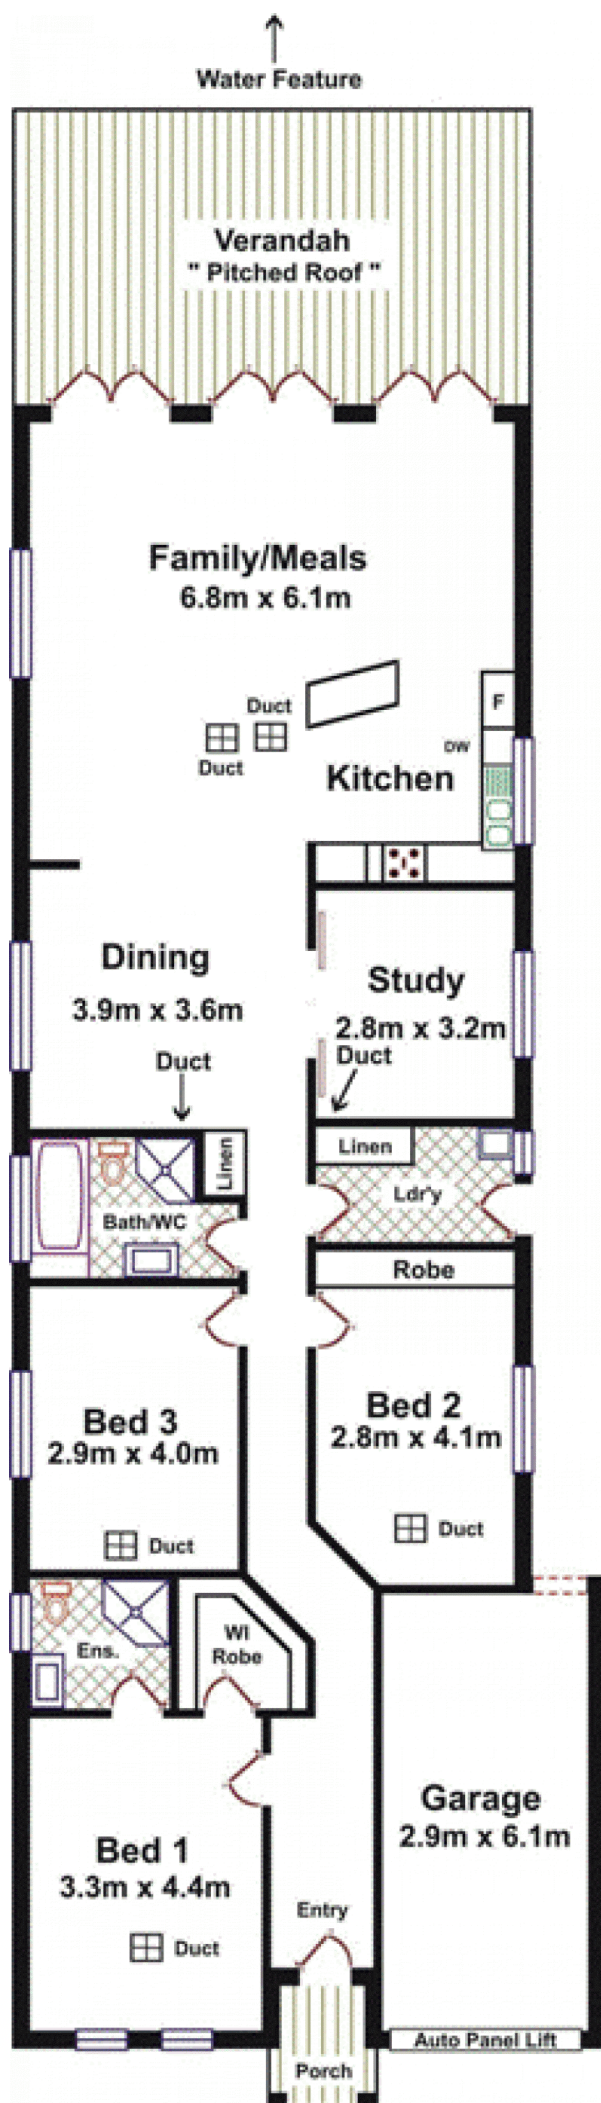 Water Feature
Verandah
" Pitched Roof "
Family/Meals
6.8m x 6.1m
F
Duct
DW
Duct
Kitchen
Dining
3.9m x 3.6m
Study
2.8m x 3.2m
Duct
Duct
Linen
Linen
Ldr'y
Bath/WC
Robe
Bed 3
2.9m x 4.0m
Bed 2
2.8m x 4.1m
Duct
Duct
Ens.
WI
Robe
Garage
2.9m x 6.1m
Bed 1
3.3m x 4.4m
Entry
Duct
Auto Panel Lift
Porch